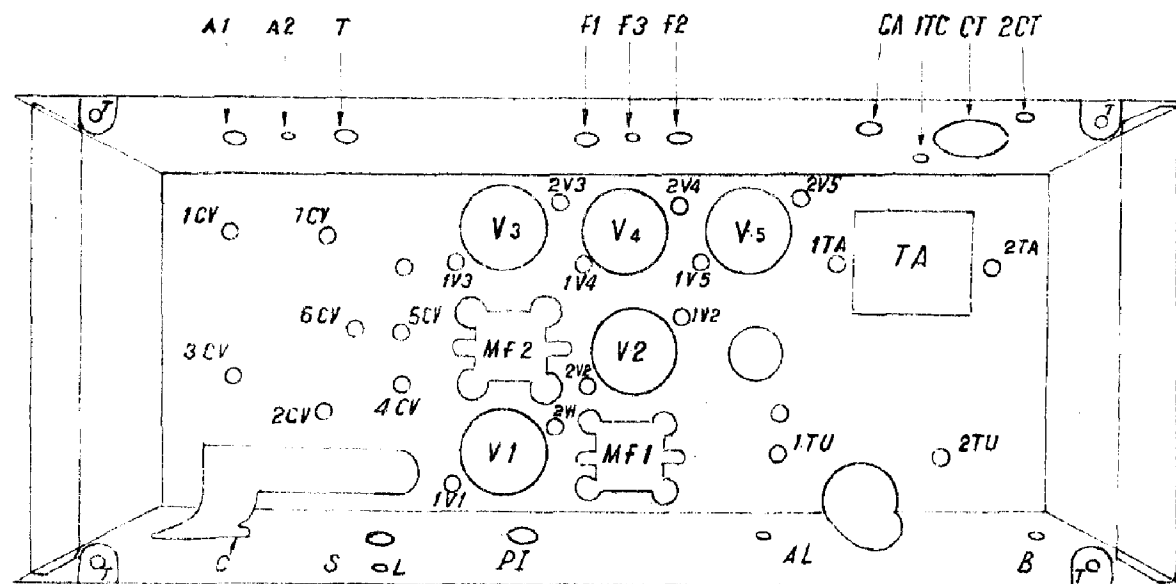 A1 A2 T F1 F3 F2 CA 1TC CT 2CT
T T
2V3 2V4 2V5
1CV 7CV V3 V4 V5 1TA TA 2TA
1V3 1V4 1V5
6CV 5CV 1V2
MF2 V2
3CV 2V2
2CV 4CV 2V1
V1 MF1 1TU 2TU
1V1
C S L PI AL B
T T